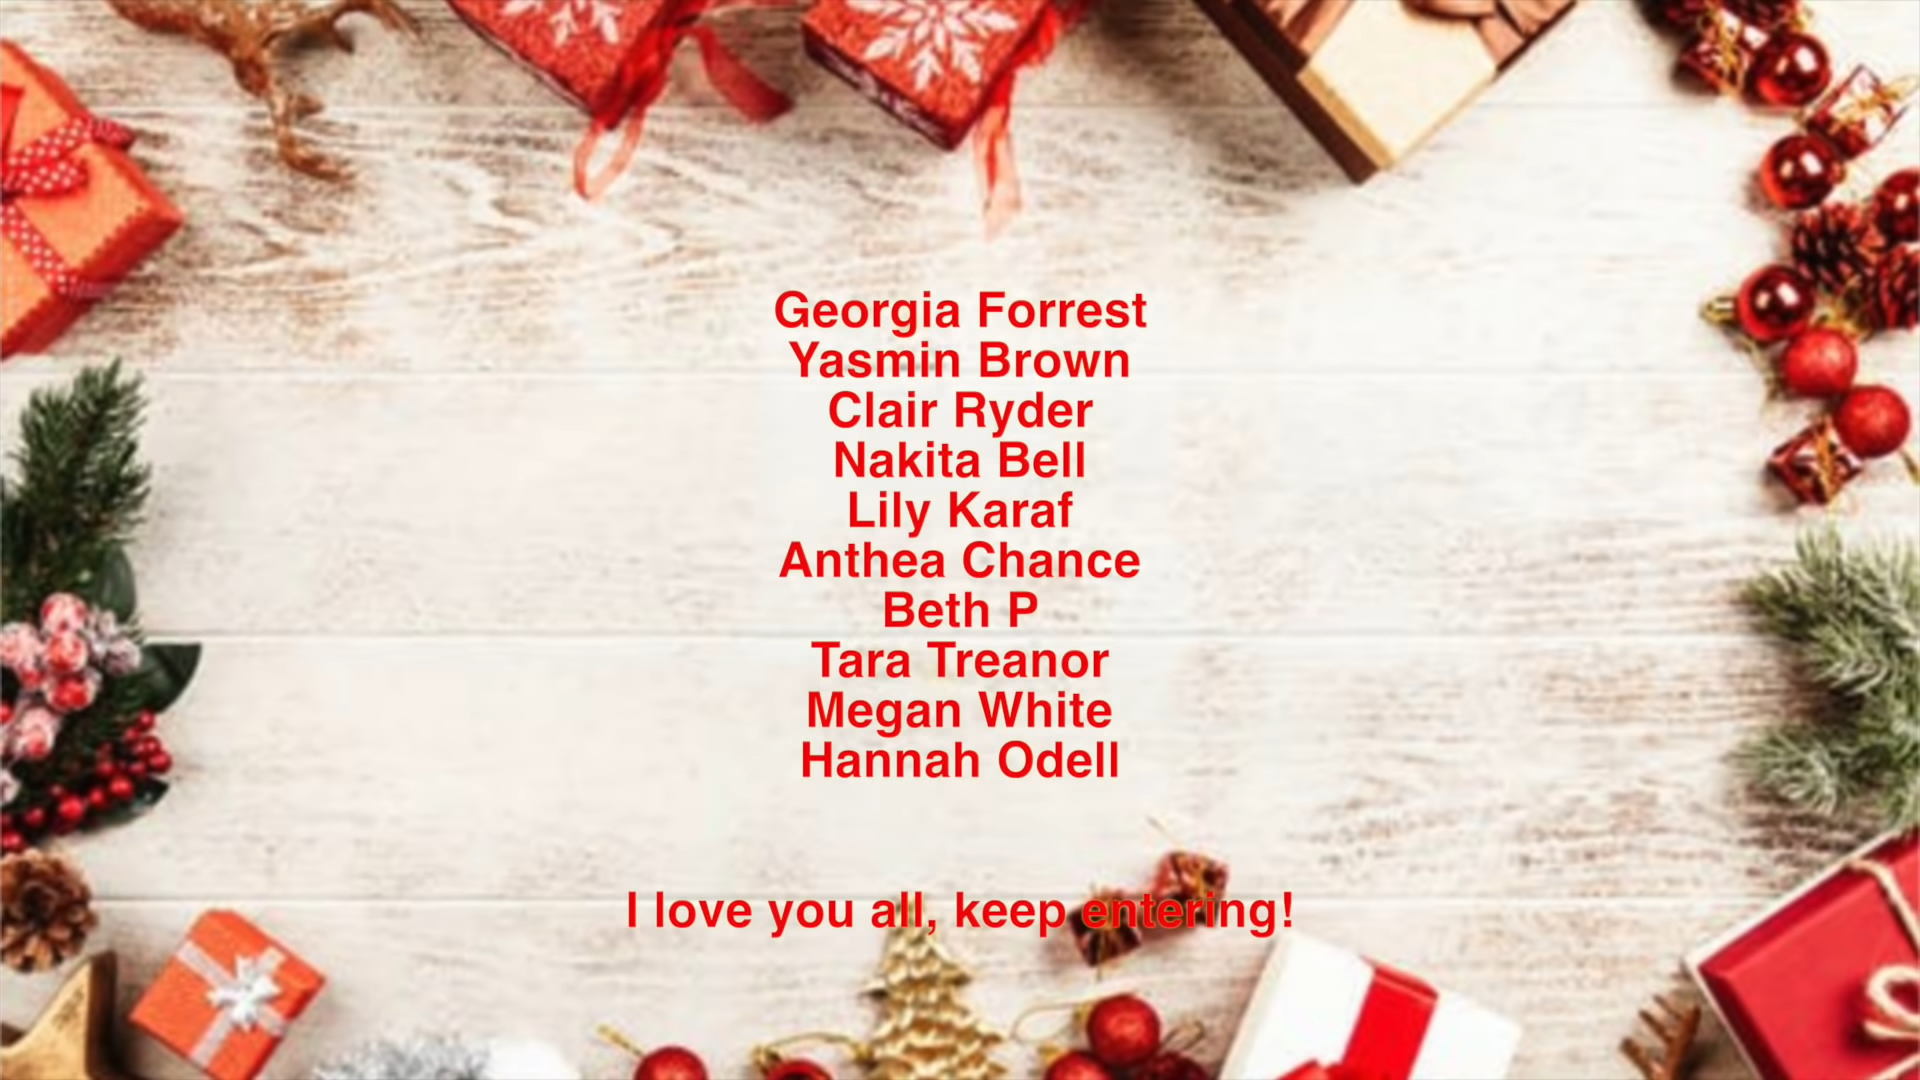 Georgia Forrest
Yasmin Brown
Clair Ryder
Nakita Bell
Lily Karaf
Anthea Chance
Beth P
Tara Treanor
Megan White
Hannah Odell
I love you all, keep entering!